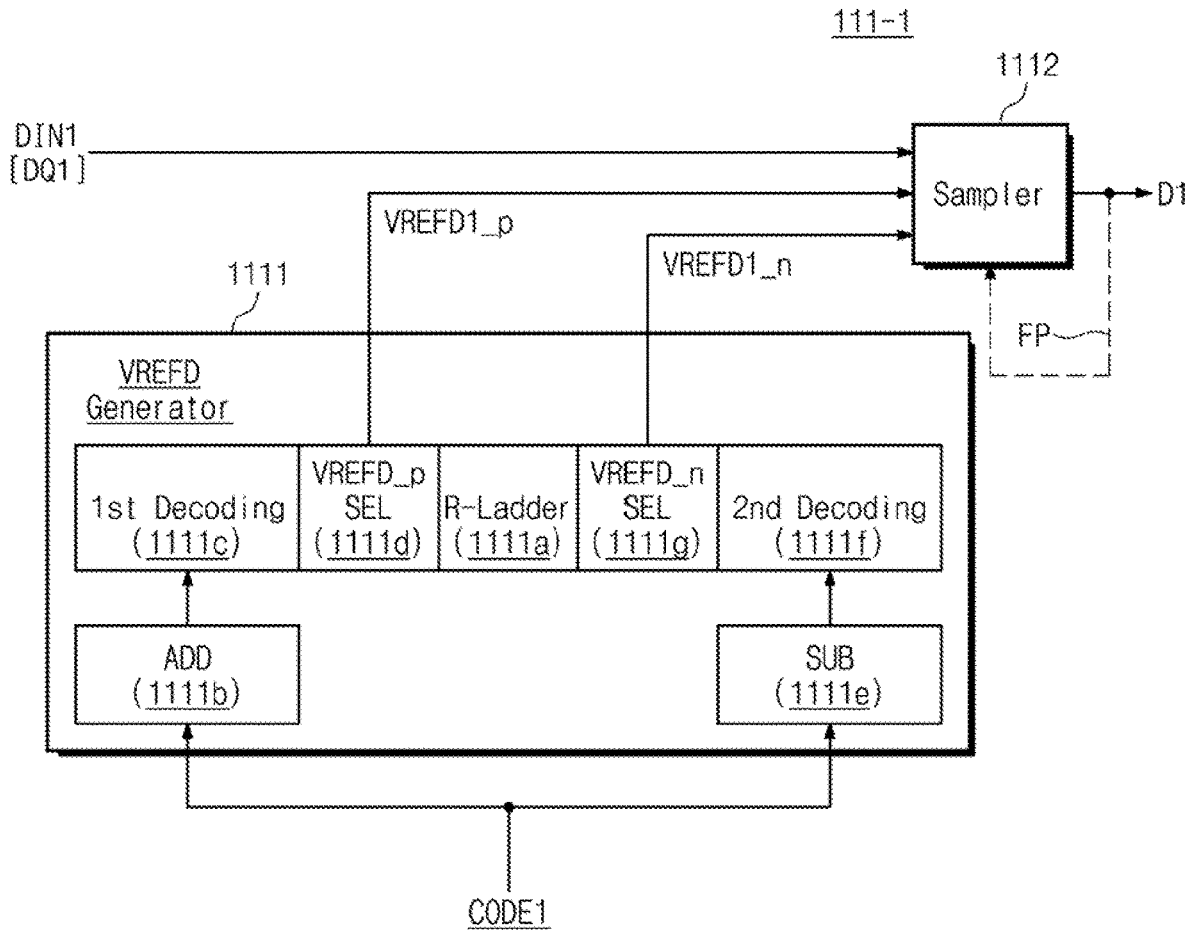 111-1
1112
DIN1
[DQ1]
Sampler
D1
VREFD1_p
VREFD1_n
1111
FP
VREFD
Generator
1st Decoding
(1111c)
VREFD_p
SEL
(1111d)
R-Ladder
(1111a)
VREFD_n
SEL
(1111g)
2nd Decoding
(1111f)
ADD
(1111b)
SUB
(1111e)
CODE1